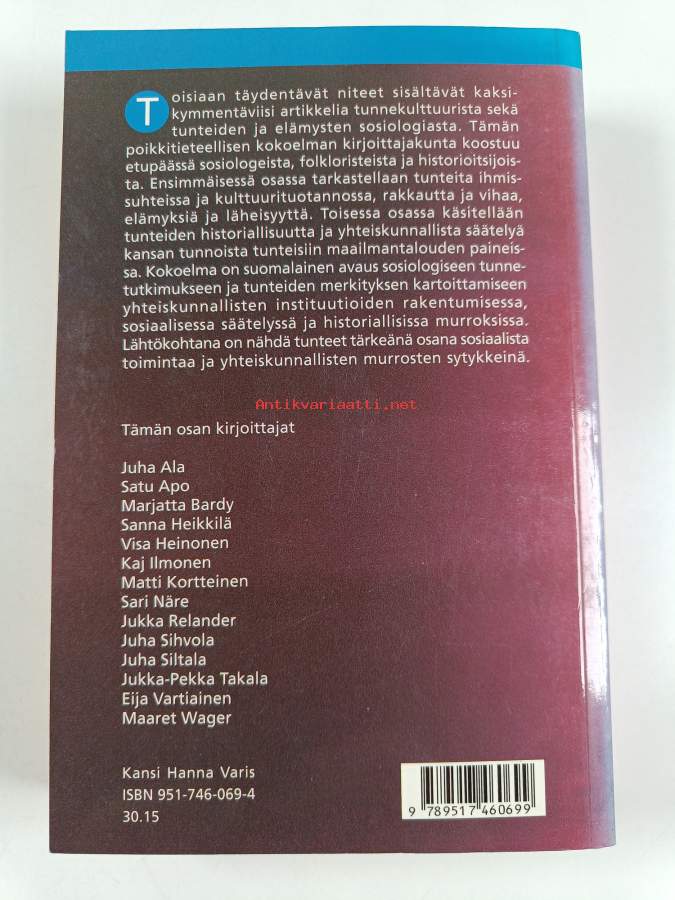 Toisiaan täydentävät niteet sisältävät kaksi-
kymmentäviisi artikkelia tunnekulttuurista sekä
tunteiden ja elämysten sosiologiasta. Tämän
poikkitieteellisen kokoelman kirjoittajakunta koostuu
etupäässä sosiologeista, folkloristeista ja historioitsijois-
ta. Ensimmäisessä osassa tarkastellaan tunteita ihmis-
suhteissa ja kulttuurituotannossa, rakkautta ja vihaa,
elämyksiä ja läheisyyttä. Toisessa osassa käsitellään
tunteiden historiallisuutta ja yhteiskunnallista säätelyä
kansan tunnoista tunteisiin maailmantalouden paineis-
sa. Kokoelma on suomalainen avaus sosiologiseen tunne-
tutkimukseen ja tunteiden merkityksen kartoittamiseen
yhteiskunnallisten instituutioiden rakentumisessa,
sosiaalisessa säätelyssä ja historiallisissa murroksissa.
Lähtökohtana on nähdä tunteet tärkeänä osana sosiaalista
toimintaa ja yhteiskunnallisten murrosten sytykkeinä.
Antikvariaatti.net
Tämän osan kirjoittajat
Juha Ala
Satu Apo
Marjatta Bardy
Sanna Heikkilä
Visa Heinonen
Kaj Ilmonen
Matti Kortteinen
Sari Näre
Jukka Relander
Juha Sihvola
Juha Siltala
Jukka-Pekka Takala
Eija Vartiainen
Maaret Wager
Kansi Hanna Varis
ISBN 951-746-069-4
30.15
9 789517 460699